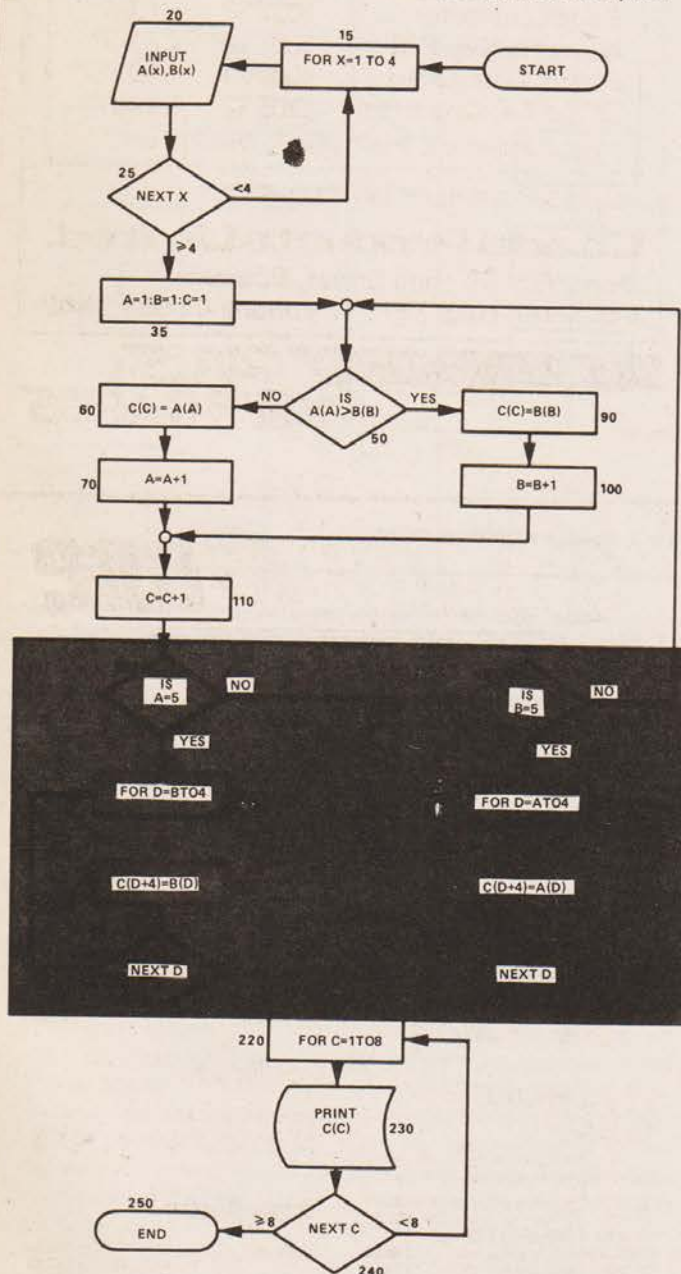 20
INPUT
A(x),B(x)
15
FOR X=1 TO 4
START
25
NEXT X
<4
≥4
A=1:B=1:C=1
35
60
C(C) = A(A)
NO
IS
A(A)>B(B)
50
YES
C(C)=B(B)
90
70
A=A+1
B=B+1
100
C=C+1
110
IS
A=5
NO
YES
IS
B=5
NO
YES
FOR D=BTO4
FOR D=ATO4
C(D+4)=B(D)
C(D+4)=A(D)
NEXT D
NEXT D
220
FOR C=1TO8
PRINT
C(C)
230
250
END
≥8
NEXT C
<8
240